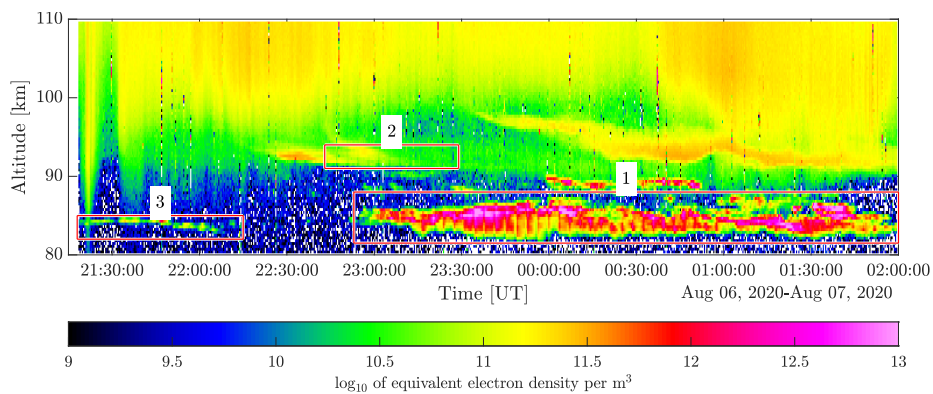 110
100
90
80
Altitude [km]
2
1
3
21:30:00 22:00:00 22:30:00 23:00:00 23:30:00 00:00:00 00:30:00 01:00:00 01:30:00 02:00:00
Time [UT]
Aug 06, 2020-Aug 07, 2020
9 9.5 10 10.5 11 11.5 12 12.5 13
log₁₀ of equivalent electron density per m³